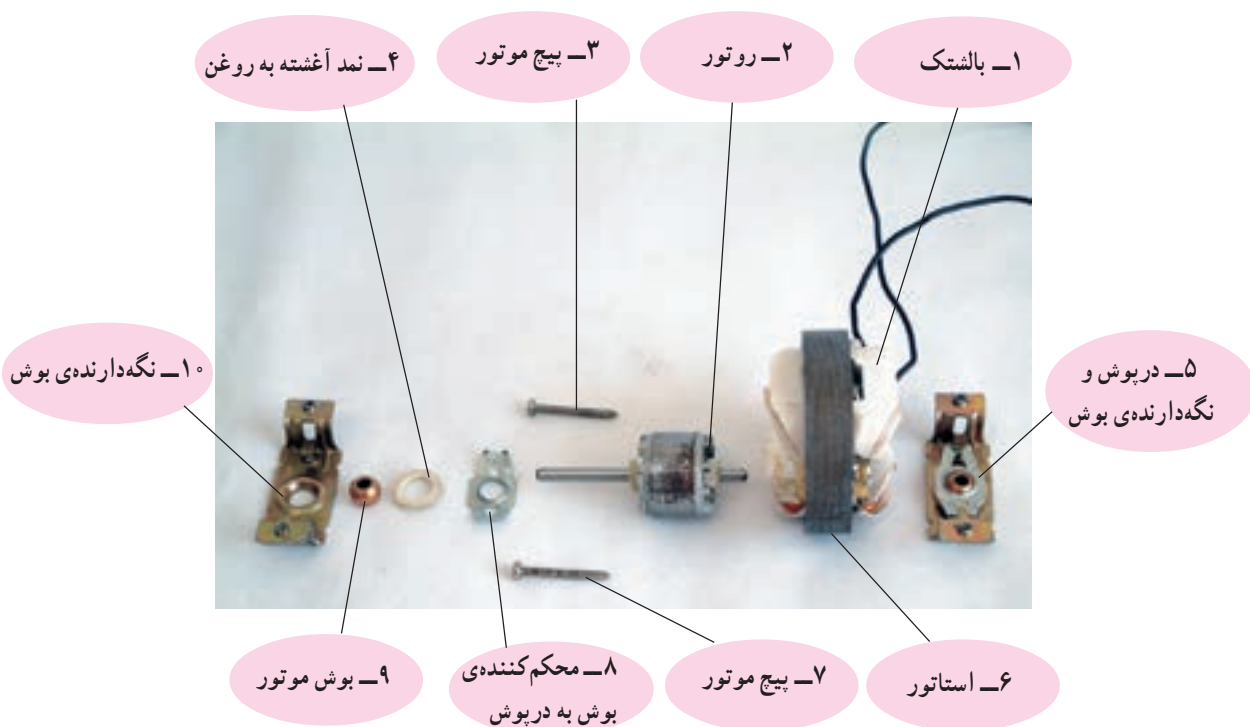 ۱ــ بالشتک
۲ــ روتور
۳ــ پیچ موتور
۴ــ نمد آغشته به روغن
۵ــ درپوش و
نگه‌دارنده‌ی بوش
۱۰ــ نگه‌دارنده‌ی بوش
۶ــ استاتور
۷ــ پیچ موتور
۸ــ محکم‌کننده‌ی
بوش به درپوش
۹ــ بوش موتور